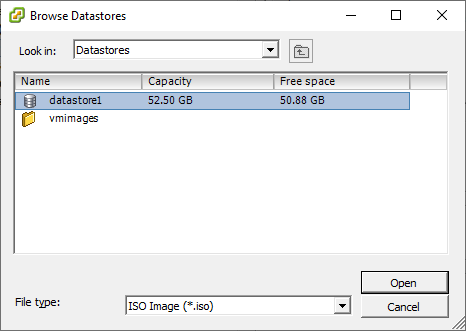 Browse Datastores
Look in: Datastores
Name Capacity Free space
datastore1 52.50 GB 50.88 GB
vmimages
Open
File type: ISO Image (*.iso)
Cancel